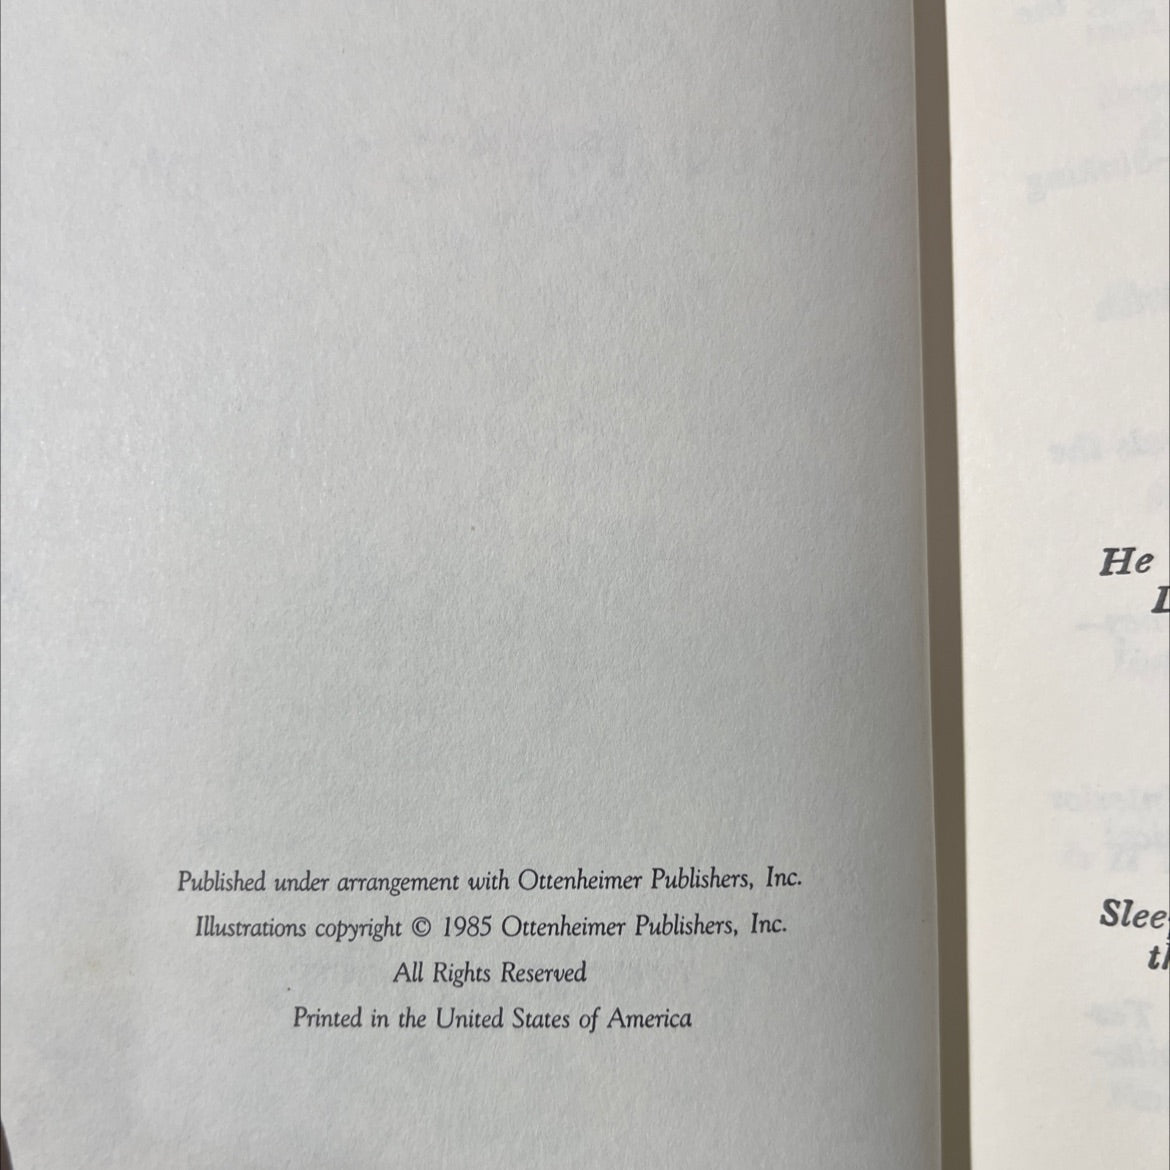 Published under arrangement with Ottenheimer Publishers, Inc.
Illustrations copyright © 1985 Ottenheimer Publishers, Inc.
All Rights Reserved
Printed in the United States of America
He